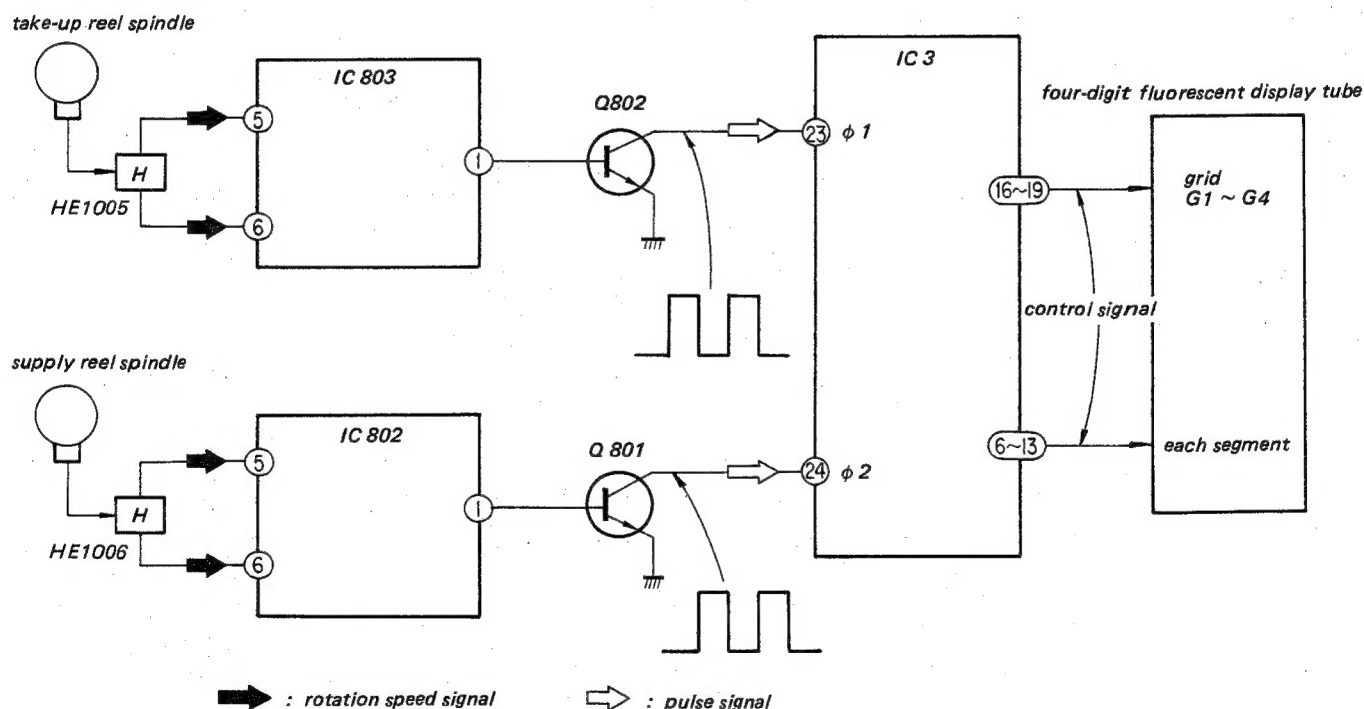 take-up reel spindle
IC 803
Q802
IC 3
four-digit fluorescent display tube
5
H
HE1005
6
1
23 φ1
16~19
grid
G1 ~ G4
control signal
supply reel spindle
IC 802
Q 801
5
H
HE1006
6
1
24 φ2
6~13
each segment
: rotation speed signal
: pulse signal